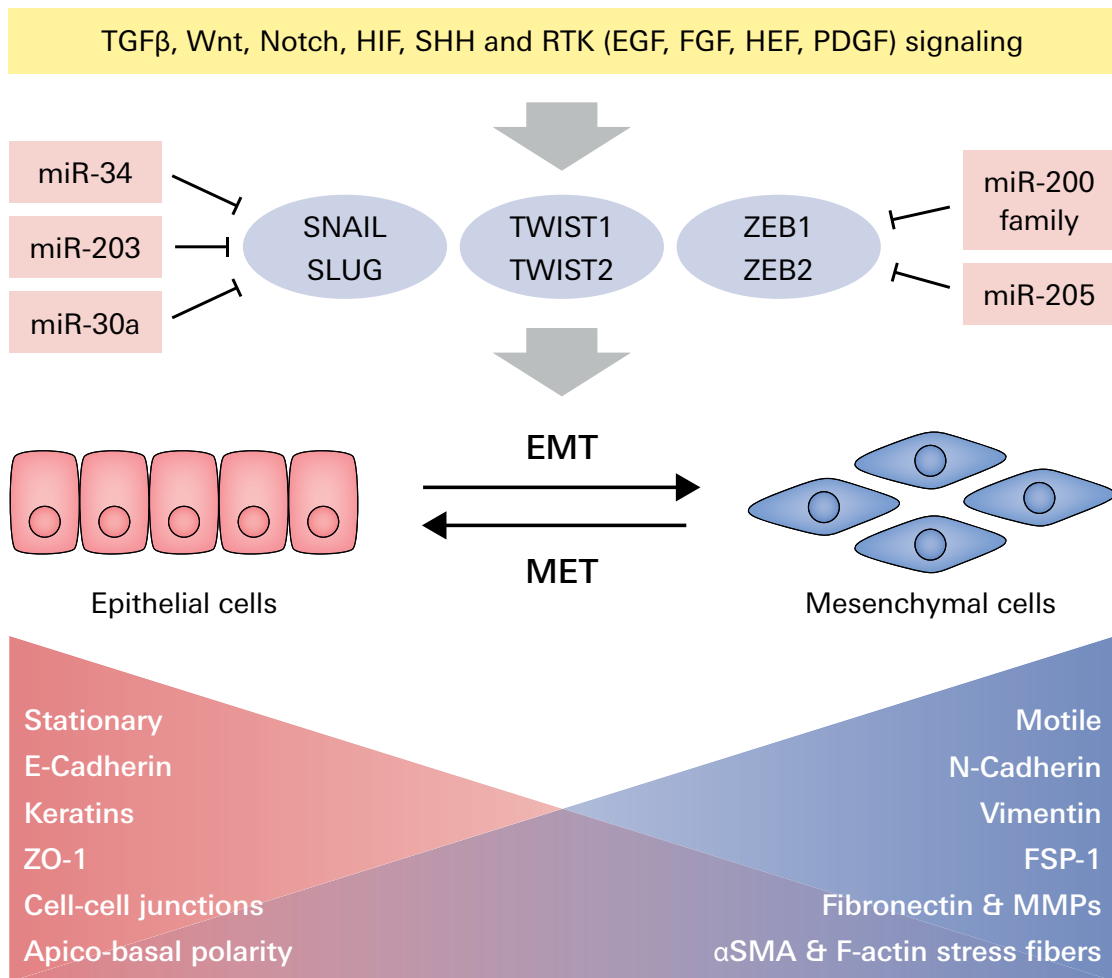 TGFβ, Wnt, Notch, HIF, SHH and RTK (EGF, FGF, HEF, PDGF) signaling
miR-34
miR-203
miR-30a
SNAIL
SLUG
TWIST1
TWIST2
ZEB1
ZEB2
miR-200
family
miR-205
EMT
MET
Epithelial cells
Mesenchymal cells
Stationary
E-Cadherin
Keratins
ZO-1
Cell-cell junctions
Apico-basal polarity
Motile
N-Cadherin
Vimentin
FSP-1
Fibronectin & MMPs
αSMA & F-actin stress fibers